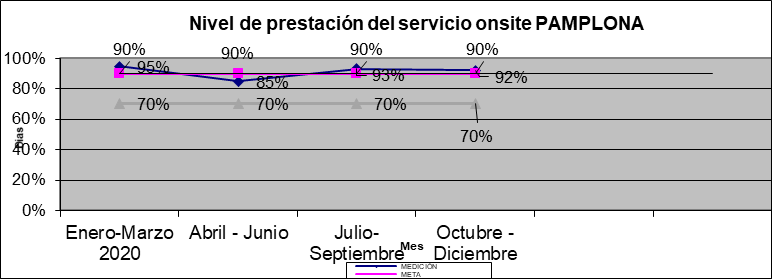 Nivel de prestación del servicio onsite PAMPLONA
90% 90% 90% 90%
100%
80%
60%
40%
20%
0%
95% 85% 93% 92%
70% 70% 70% 70%
Dias
Enero-Marzo 2020
Abril - Junio
Julio-Septiembre
Octubre - Diciembre
Mes
MEDICIÓN
META